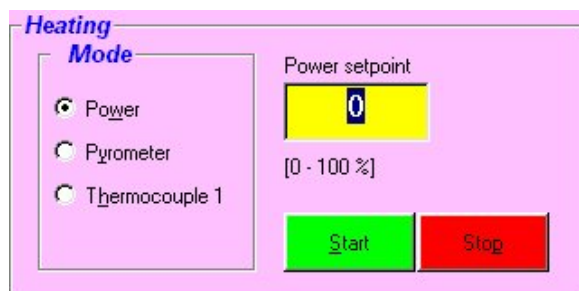 Heating
Mode
Power
Pyrometer
Thermocouple 1
Power setpoint
0
[0 - 100 %]
Start
Stop